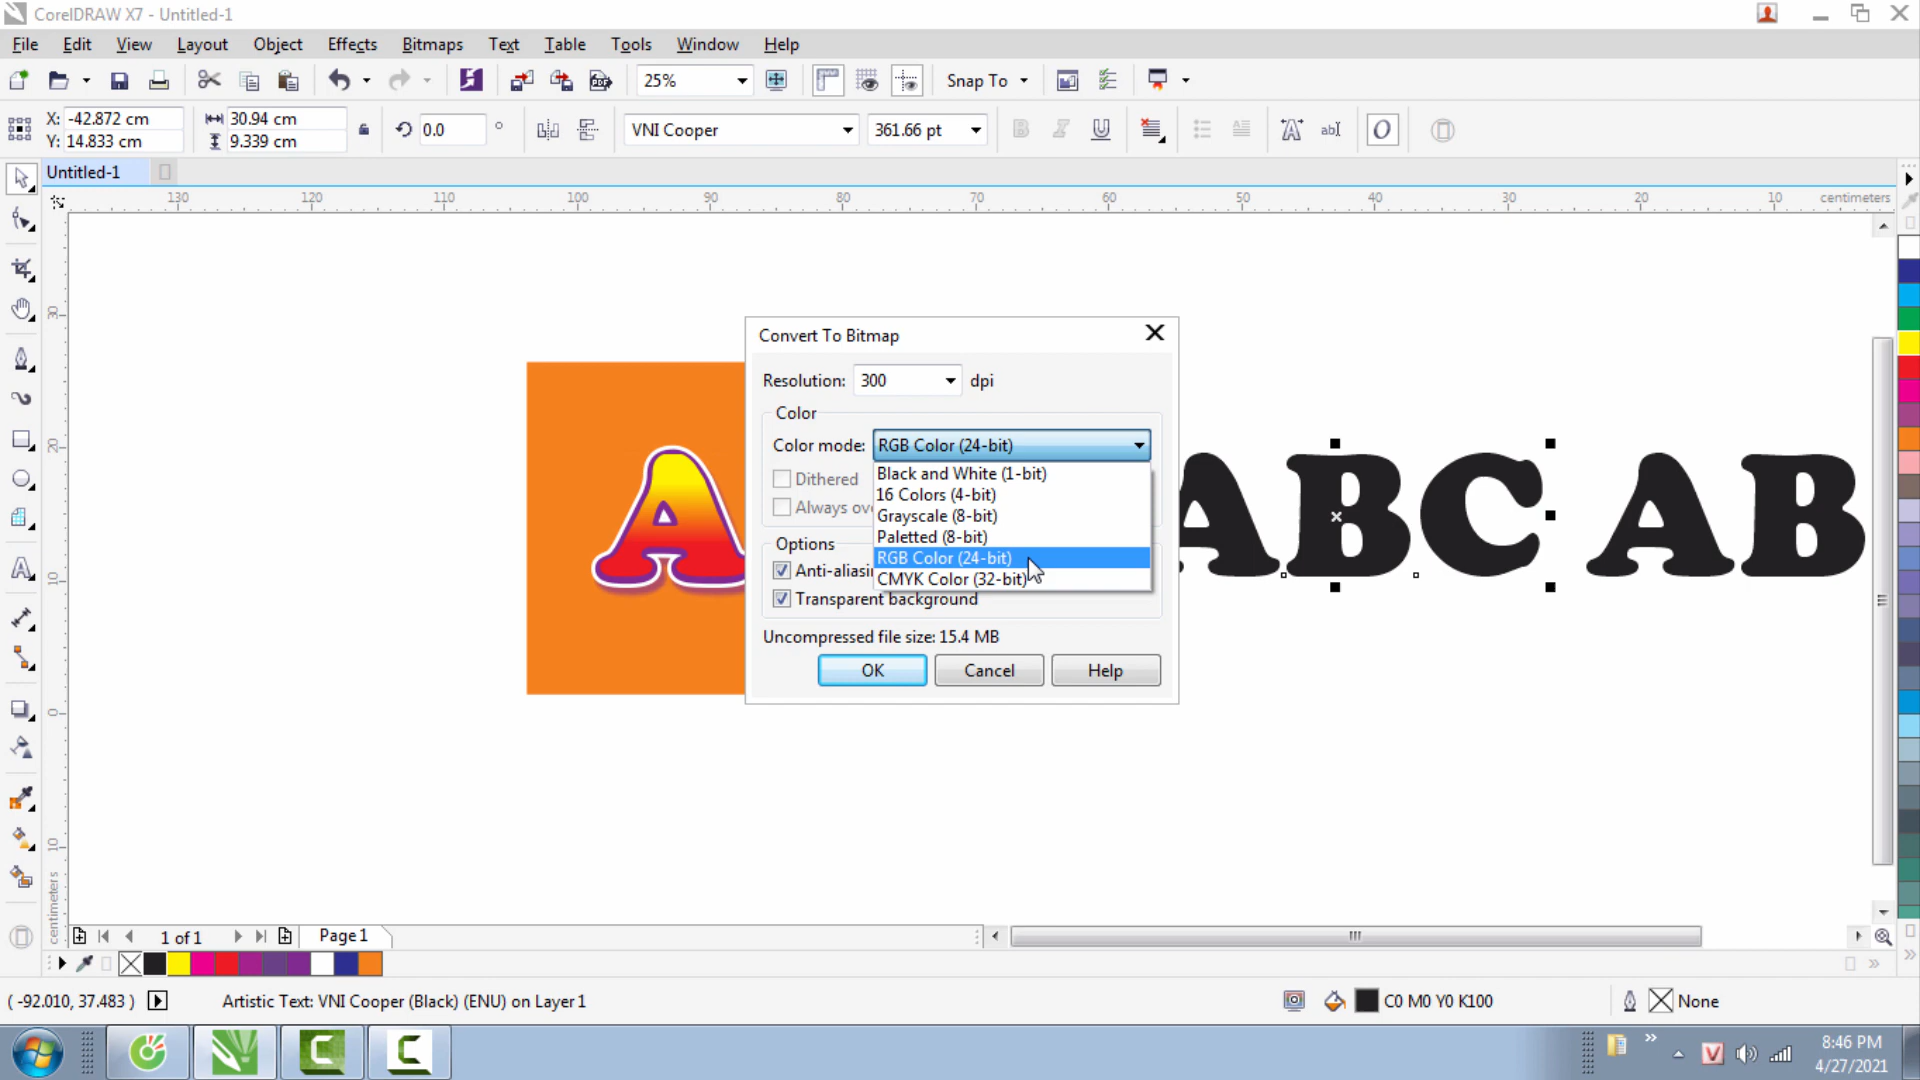 CorelDRAW X7 - Untitled-1
File Edit View Layout Object Effects Bitmaps Text Table Tools Window Help
25% Snap To
X: -42.872 cm 30.94 cm 0.0 ° VNI Cooper 361.66 pt
Y: 14.833 cm 9.339 cm
Untitled-1
130 120 110 100 90 80 70 60 50 40 30 20 10 centimeters
30
20
10
0
10
centimeters
A
ABC AB
Convert To Bitmap
Resolution: 300 dpi
Color
Color mode: RGB Color (24-bit)
Black and White (1-bit)
Dithered
16 Colors (4-bit)
Always ov
Grayscale (8-bit)
Paletted (8-bit)
Options
RGB Color (24-bit)
Anti-aliasin
CMYK Color (32-bit)
Transparent background
Uncompressed file size: 15.4 MB
OK Cancel Help
1 of 1 Page 1
( -92.010, 37.483 ) Artistic Text: VNI Cooper (Black) (ENU) on Layer 1 C0 M0 Y0 K100 None
8:46 PM
4/27/2021